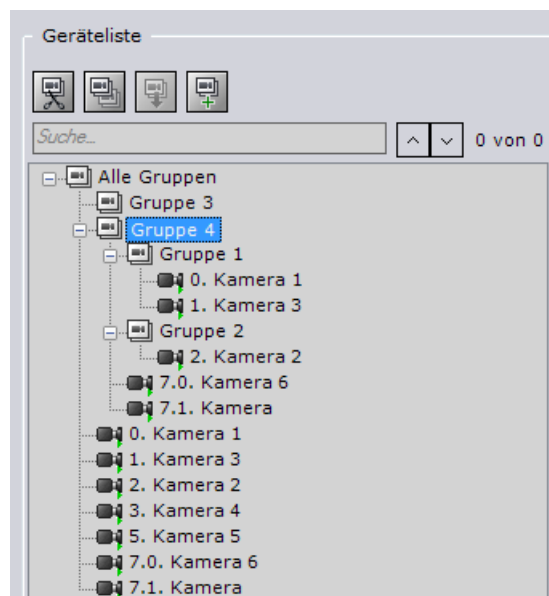 Geräteliste
Suche...
0 von 0
Alle Gruppen
Gruppe 3
Gruppe 4
Gruppe 1
0. Kamera 1
1. Kamera 3
Gruppe 2
2. Kamera 2
7.0. Kamera 6
7.1. Kamera
0. Kamera 1
1. Kamera 3
2. Kamera 2
3. Kamera 4
5. Kamera 5
7.0. Kamera 6
7.1. Kamera